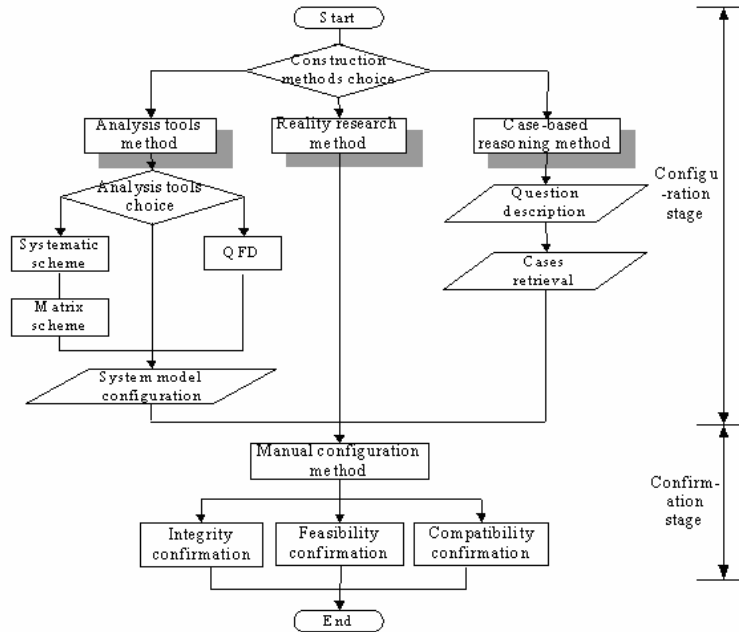 Start
Construction
methods choice
Analysis tools
method
Reality research
method
Case-based
reasoning method
Analysis tools
choice
Question
description
Configu
-ration
stage
Systematic
scheme
QFD
Cases
retrieval
Matrix
scheme
System model
configuration
Manual configuration
method
Confirm-
ation
stage
Integrity
confirmation
Feasibility
confirmation
Compatibility
confirmation
End